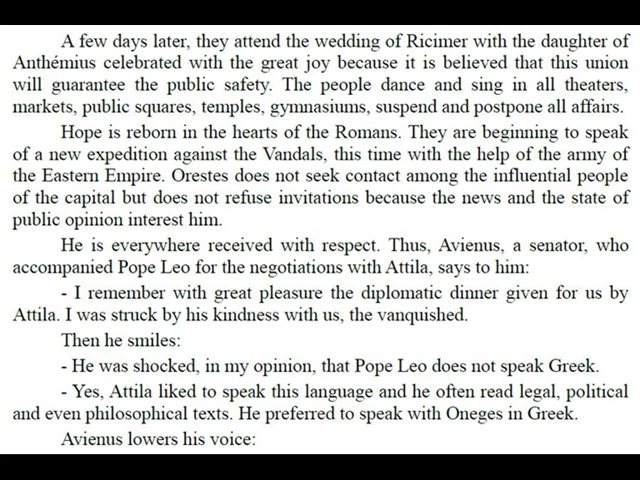 A few days later, they attend the wedding of Ricimer with the daughter of
Anthémius celebrated with the great joy because it is believed that this union
will guarantee the public safety. The people dance and sing in all theaters,
markets, public squares, temples, gymnasiums, suspend and postpone all affairs.
Hope is reborn in the hearts of the Romans. They are beginning to speak
of a new expedition against the Vandals, this time with the help of the army of
the Eastern Empire. Orestes does not seek contact among the influential people
of the capital but does not refuse invitations because the news and the state of
public opinion interest him.
He is everywhere received with respect. Thus, Avienus, a senator, who
accompanied Pope Leo for the negotiations with Attila, says to him:
- I remember with great pleasure the diplomatic dinner given for us by
Attila. I was struck by his kindness with us, the vanquished.
Then he smiles:
- He was shocked, in my opinion, that Pope Leo does not speak Greek.
- Yes, Attila liked to speak this language and he often read legal, political
and even philosophical texts. He preferred to speak with Oneges in Greek.
Avienus lowers his voice: